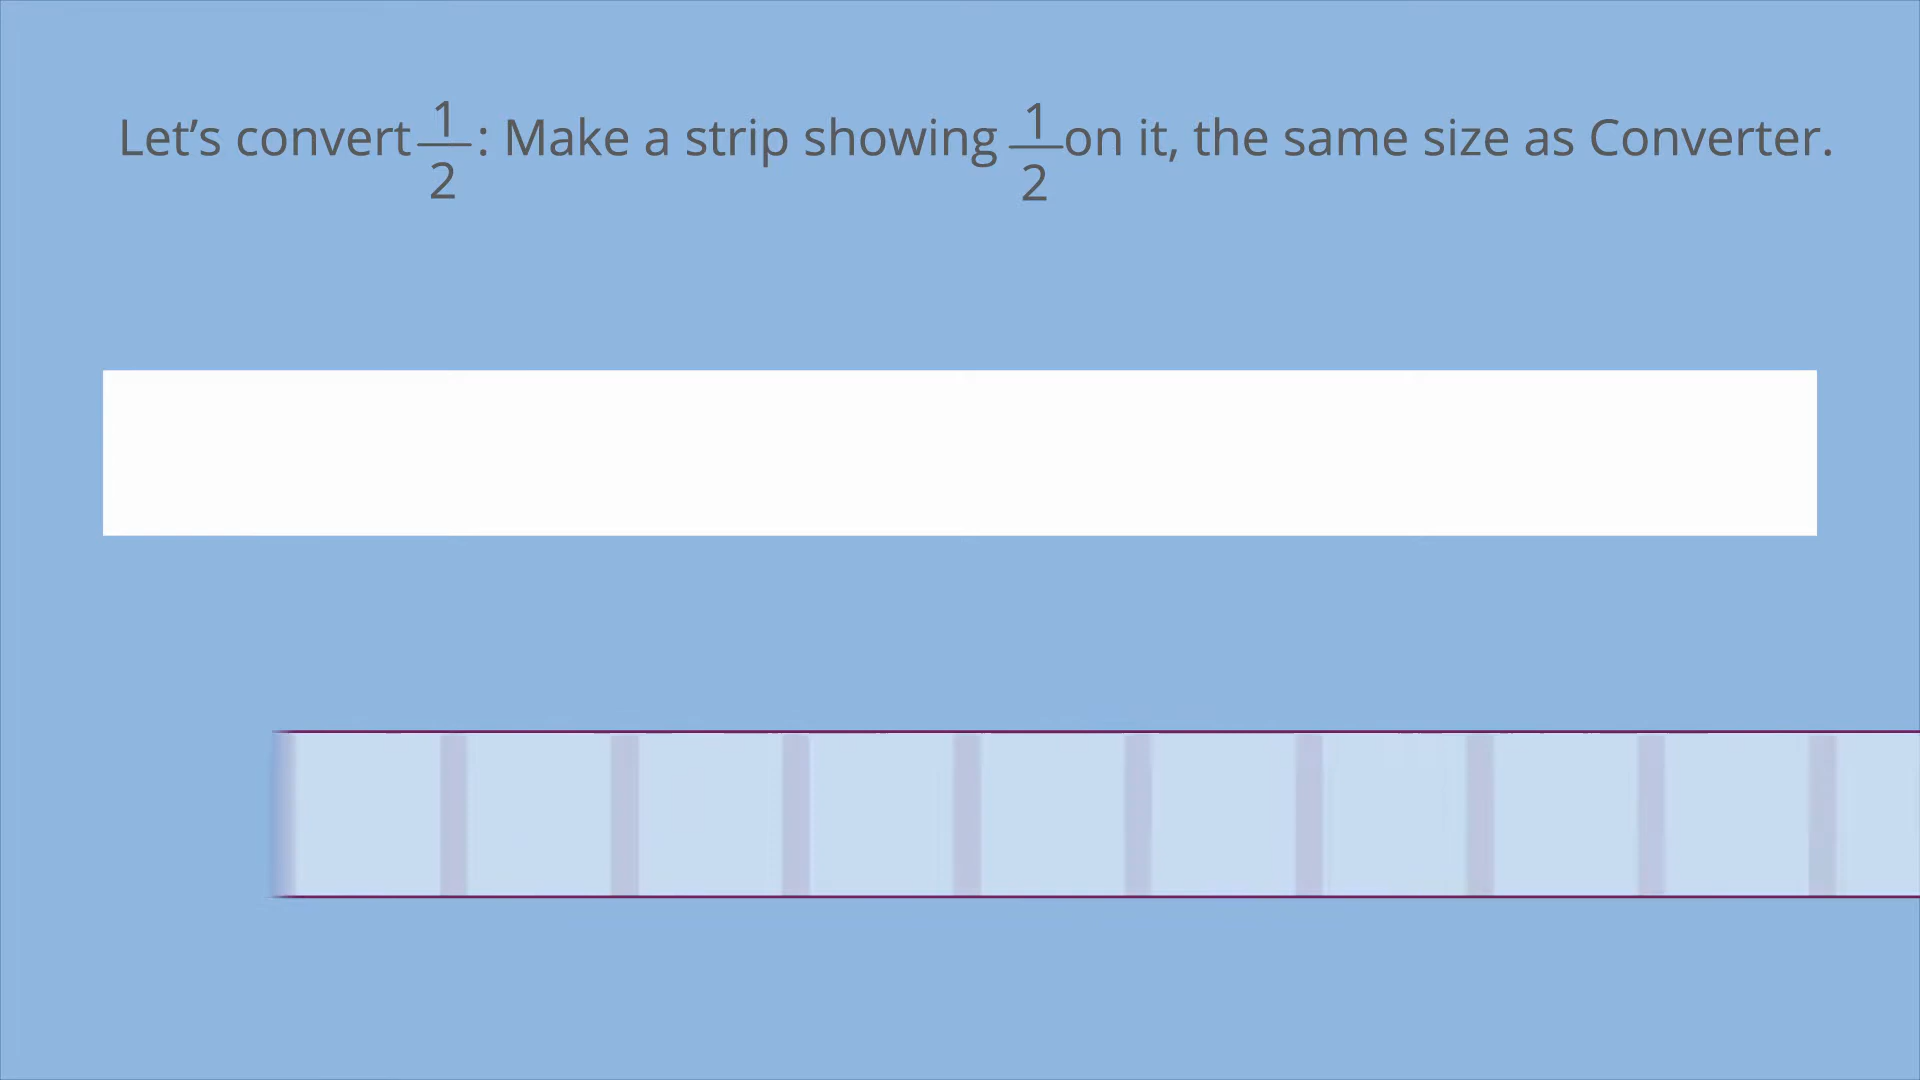 Let’s convert 1/2: Make a strip showing 1/2 on it, the same size as Converter.